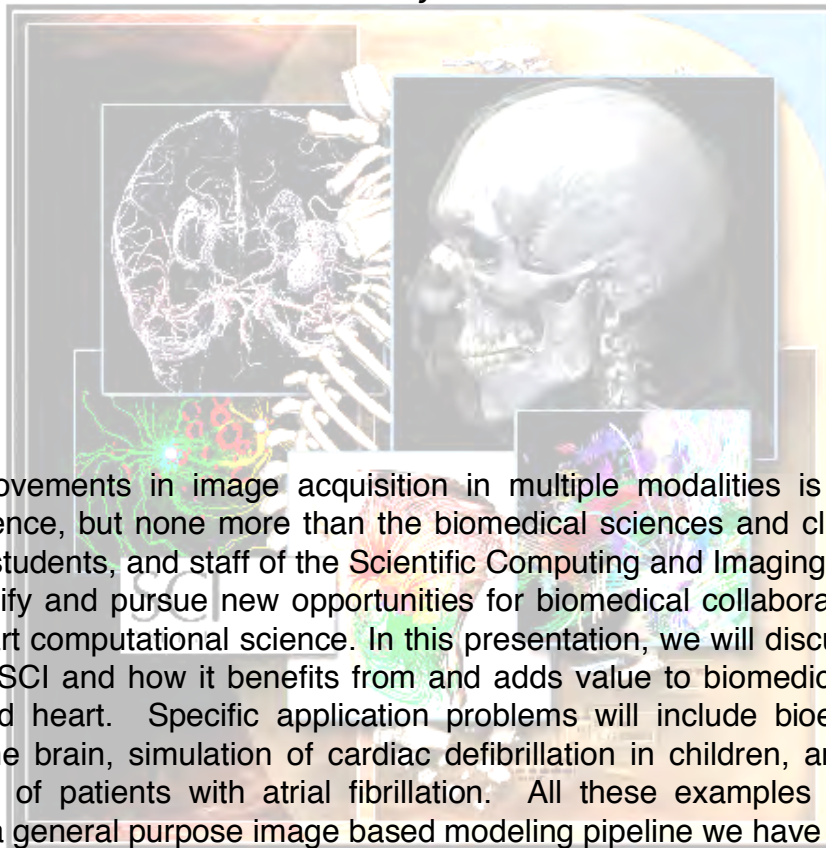 SCI
ovements in image acquisition in multiple modalities is
ence, but none more than the biomedical sciences and cl
students, and staff of the Scientific Computing and Imaging
ify and pursue new opportunities for biomedical collabora
art computational science. In this presentation, we will discu
SCI and how it benefits from and adds value to biomedic
d heart. Specific application problems will include bioe
ne brain, simulation of cardiac defibrillation in children, a
of patients with atrial fibrillation. All these examples
a general purpose image based modeling pipeline we have